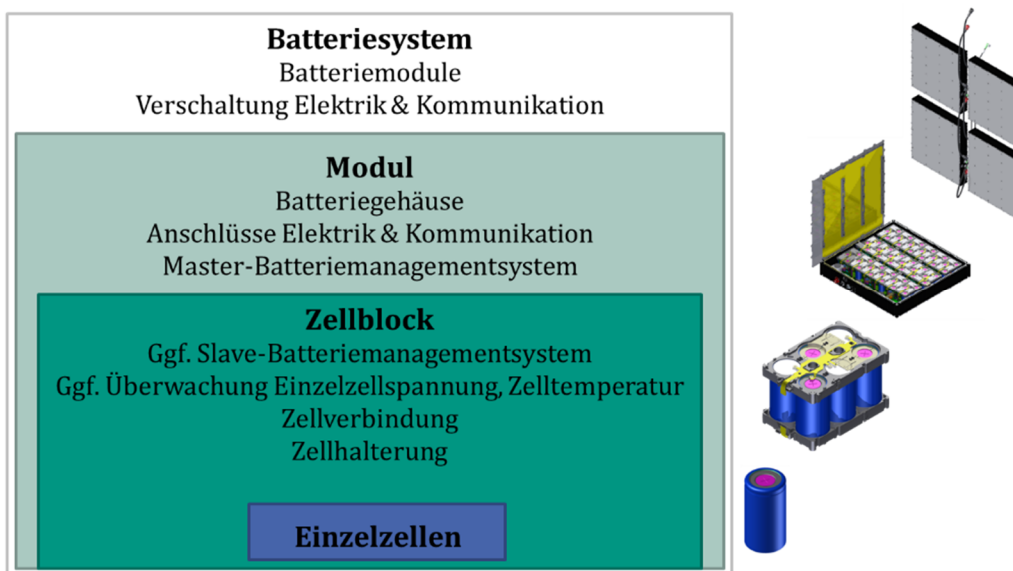 Batteriesystem
Batteriemodule
Verschaltung Elektrik & Kommunikation
Modul
Batteriegehäuse
Anschlüsse Elektrik & Kommunikation
Master-Batteriemanagementsystem
Zellblock
Ggf. Slave-Batteriemanagementsystem
Ggf. Überwachung Einzelzellspannung, Zelltemperatur
Zellverbindung
Zellhalterung
Einzelzellen